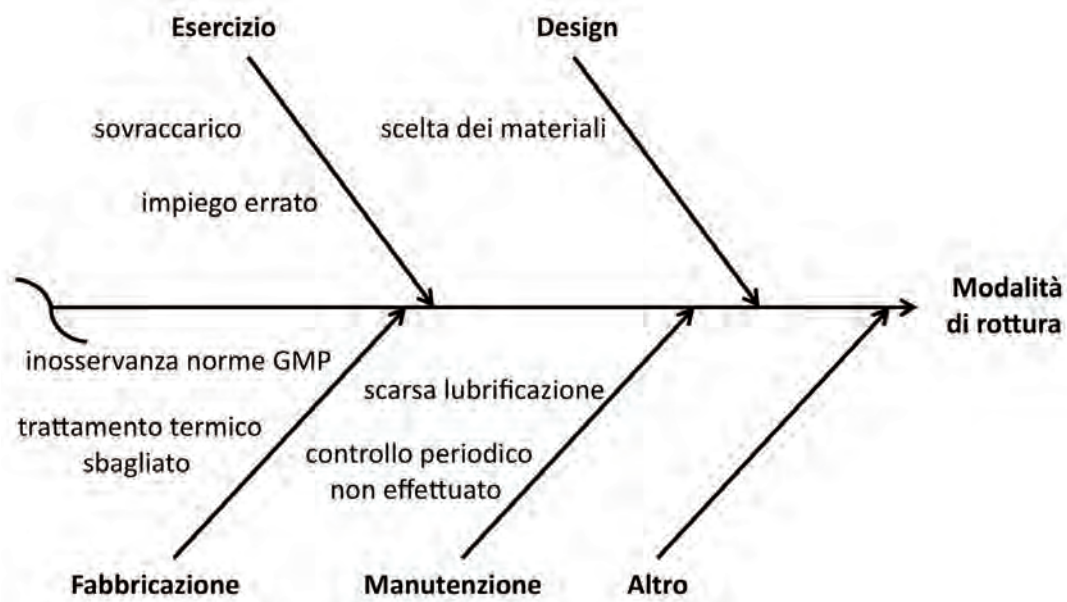 Esercizio
Design
sovraccarico
scelta dei materiali
impiego errato
Modalità
di rottura
inosservanza norme GMP
scarsa lubrificazione
trattamento termico
sbagliato
controllo periodico
non effettuato
Fabbricazione
Manutenzione
Altro